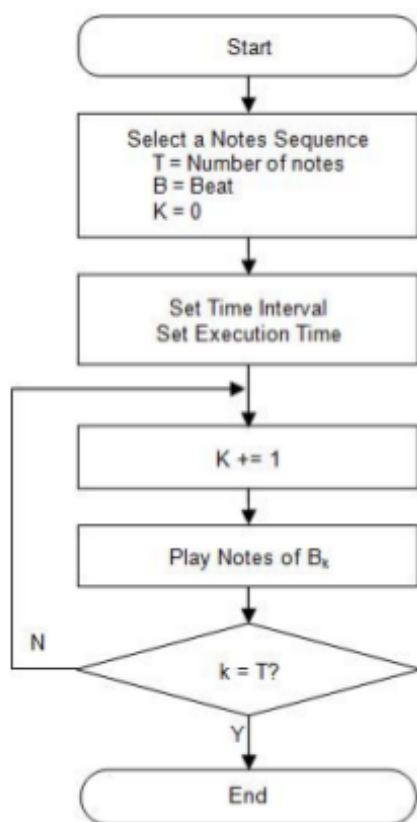 Start
Select a Notes Sequence
T = Number of notes
B = Beat
K = 0
Set Time Interval
Set Execution Time
K += 1
Play Notes of Bₖ
N
k = T?
Y
End